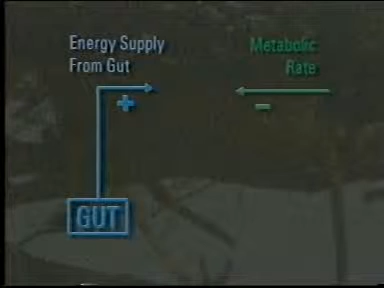 Energy Supply
From Gut
Metabolic
Rate
+
−
GUT